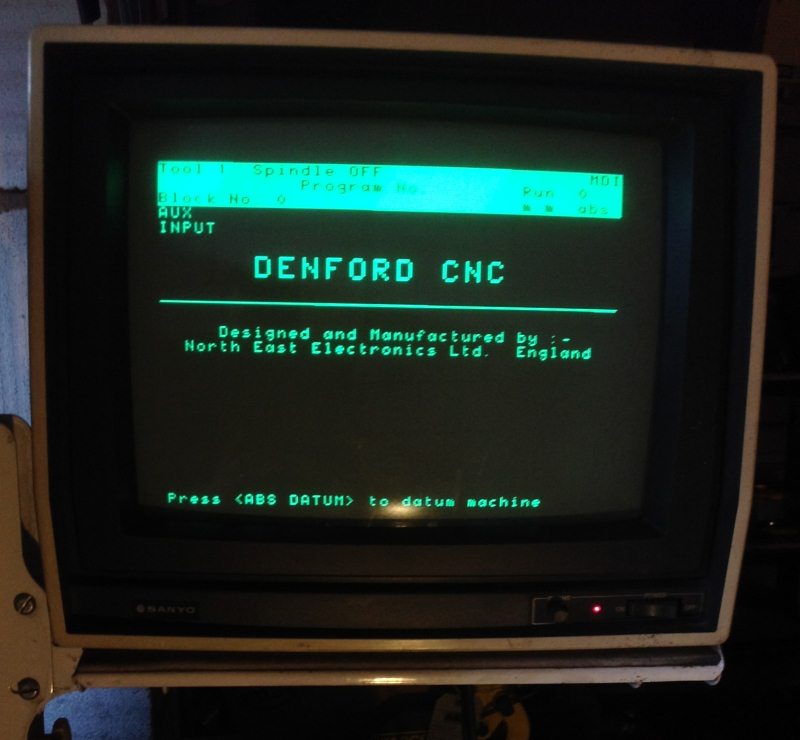 Tool 1 Spindle OFF MDI
Program No.
Block No 0 Run 0
abs
AUX
INPUT
DENFORD CNC
Designed and Manufactured by :-
North East Electronics Ltd. England
Press <ABS DATUM> to datum machine
SANYO